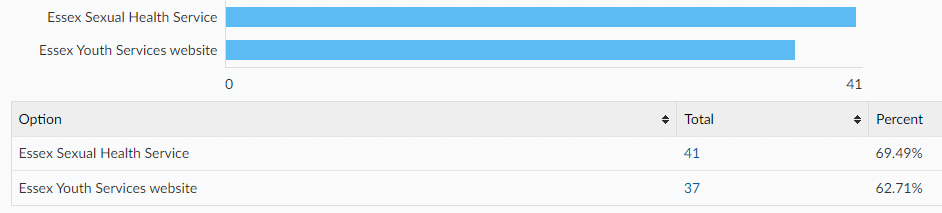 Essex Sexual Health Service
Essex Youth Services website
0 41
Option Total Percent
Essex Sexual Health Service 41 69.49%
Essex Youth Services website 37 62.71%